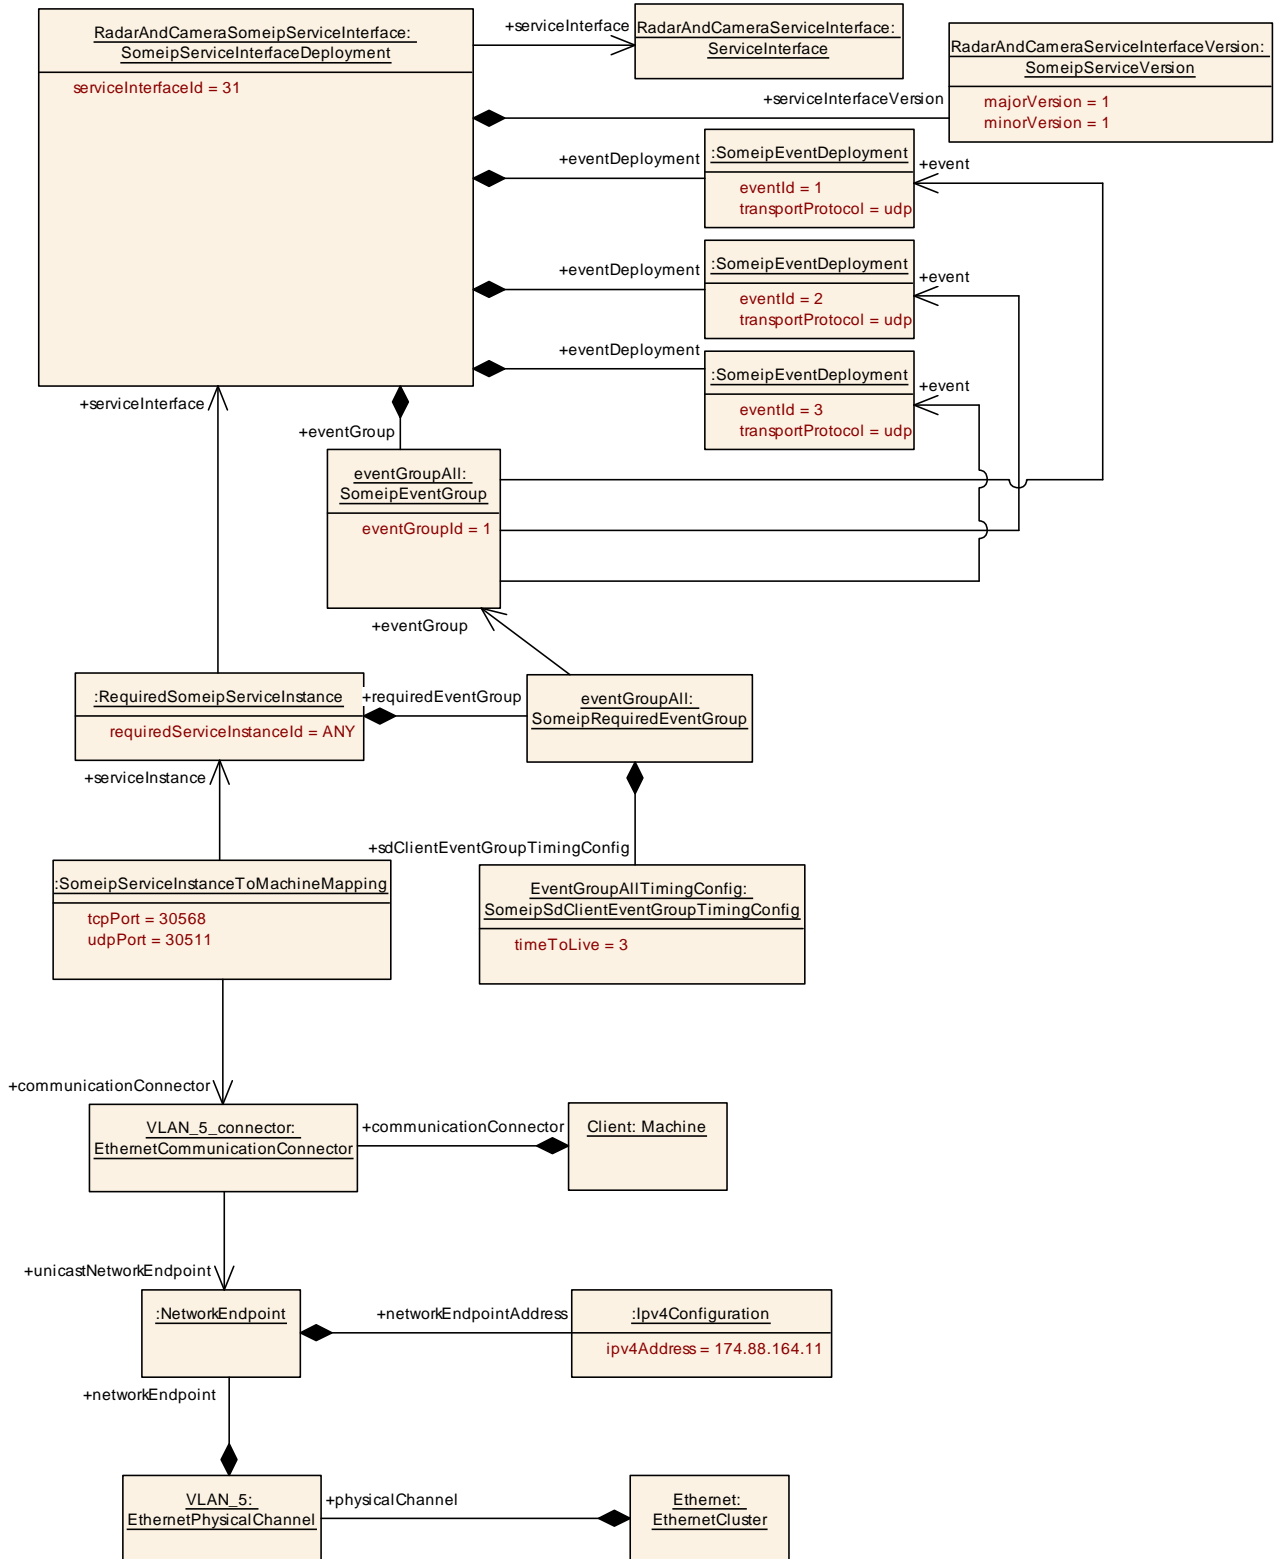 RadarAndCameraSomeipServiceInterface:
SomeipServiceInterfaceDeployment
serviceInterfaceId = 31
+serviceInterface
RadarAndCameraServiceInterface:
ServiceInterface
RadarAndCameraServiceInterfaceVersion:
SomeipServiceVersion
majorVersion = 1
minorVersion = 1
+serviceInterfaceVersion
+eventDeployment
:SomeipEventDeployment
eventId = 1
transportProtocol = udp
+event
+eventDeployment
:SomeipEventDeployment
eventId = 2
transportProtocol = udp
+event
+eventDeployment
:SomeipEventDeployment
eventId = 3
transportProtocol = udp
+event
+serviceInterface
+eventGroup
eventGroupAll:
SomeipEventGroup
eventGroupId = 1
+eventGroup
:RequiredSomeipServiceInstance
requiredServiceInstanceId = ANY
+requiredEventGroup
eventGroupAll:
SomeipRequiredEventGroup
+serviceInstance
+sdClientEventGroupTimingConfig
:SomeipServiceInstanceToMachineMapping
tcpPort = 30568
udpPort = 30511
EventGroupAllTimingConfig:
SomeipSdClientEventGroupTimingConfig
timeToLive = 3
+communicationConnector
VLAN_5_connector:
EthernetCommunicationConnector
+communicationConnector
Client: Machine
+unicastNetworkEndpoint
:NetworkEndpoint
+networkEndpointAddress
:Ipv4Configuration
ipv4Address = 174.88.164.11
+networkEndpoint
VLAN_5:
EthernetPhysicalChannel
+physicalChannel
Ethernet:
EthernetCluster